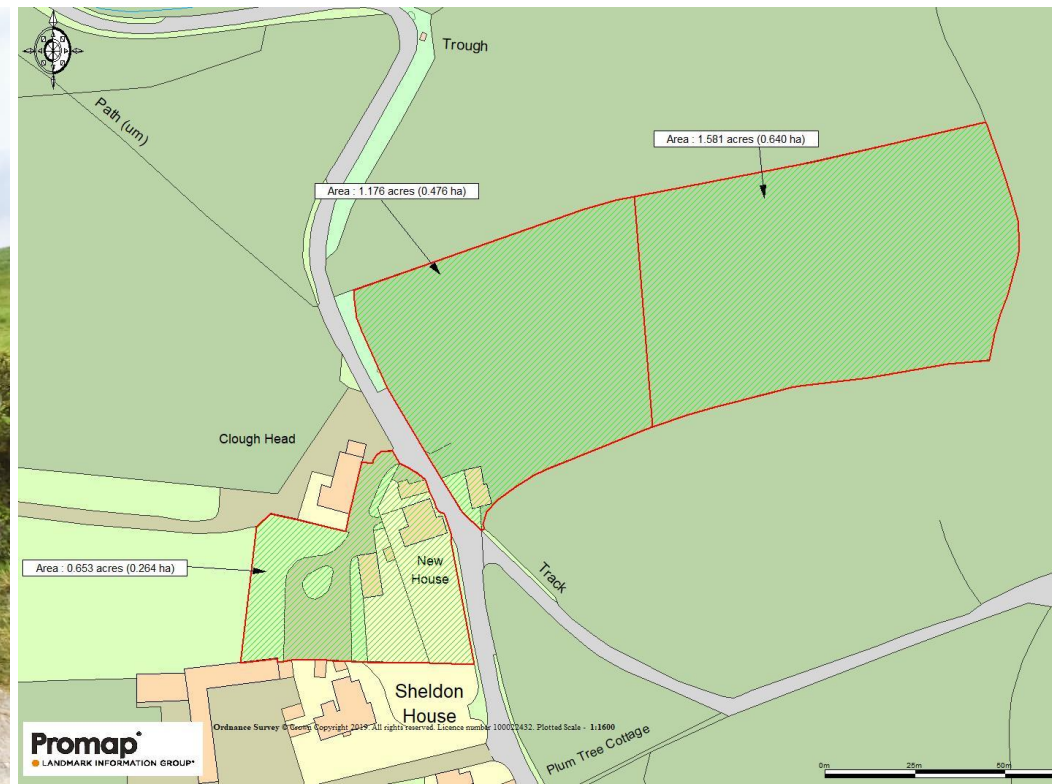 Trough
Path (um)
Area : 1.581 acres (0.640 ha)
Area : 1.176 acres (0.476 ha)
Clough Head
New
House
Area : 0.653 acres (0.264 ha)
Track
Sheldon
House
Ordnance Survey © Crown Copyright 2019. All rights reserved. Licence number 100022432. Plotted Scale - 1:1600
Plum Tree Cottage
Promap
LANDMARK INFORMATION GROUP
0m 25m 50m